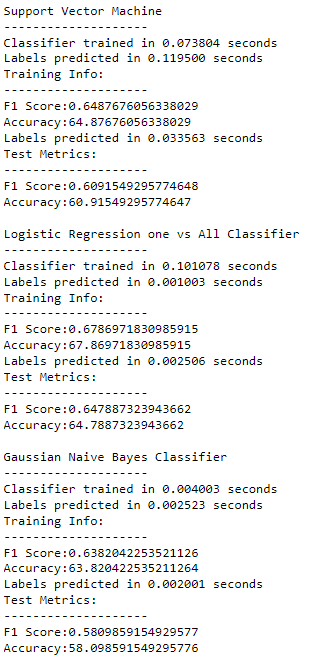 Support Vector Machine
--------------------
Classifier trained in 0.073804 seconds
Labels predicted in 0.119500 seconds
Training Info:
--------------------
F1 Score:0.6487676056338029
Accuracy:64.87676056338029
Labels predicted in 0.033563 seconds
Test Metrics:
--------------------
F1 Score:0.6091549295774648
Accuracy:60.91549295774647

Logistic Regression one vs All Classifier
--------------------
Classifier trained in 0.101078 seconds
Labels predicted in 0.001003 seconds
Training Info:
--------------------
F1 Score:0.6786971830985915
Accuracy:67.86971830985915
Labels predicted in 0.002506 seconds
Test Metrics:
--------------------
F1 Score:0.647887323943662
Accuracy:64.7887323943662

Gaussian Naive Bayes Classifier
--------------------
Classifier trained in 0.004003 seconds
Labels predicted in 0.002523 seconds
Training Info:
--------------------
F1 Score:0.6382042253521126
Accuracy:63.820422535211264
Labels predicted in 0.002001 seconds
Test Metrics:
--------------------
F1 Score:0.5809859154929577
Accuracy:58.098591549295776